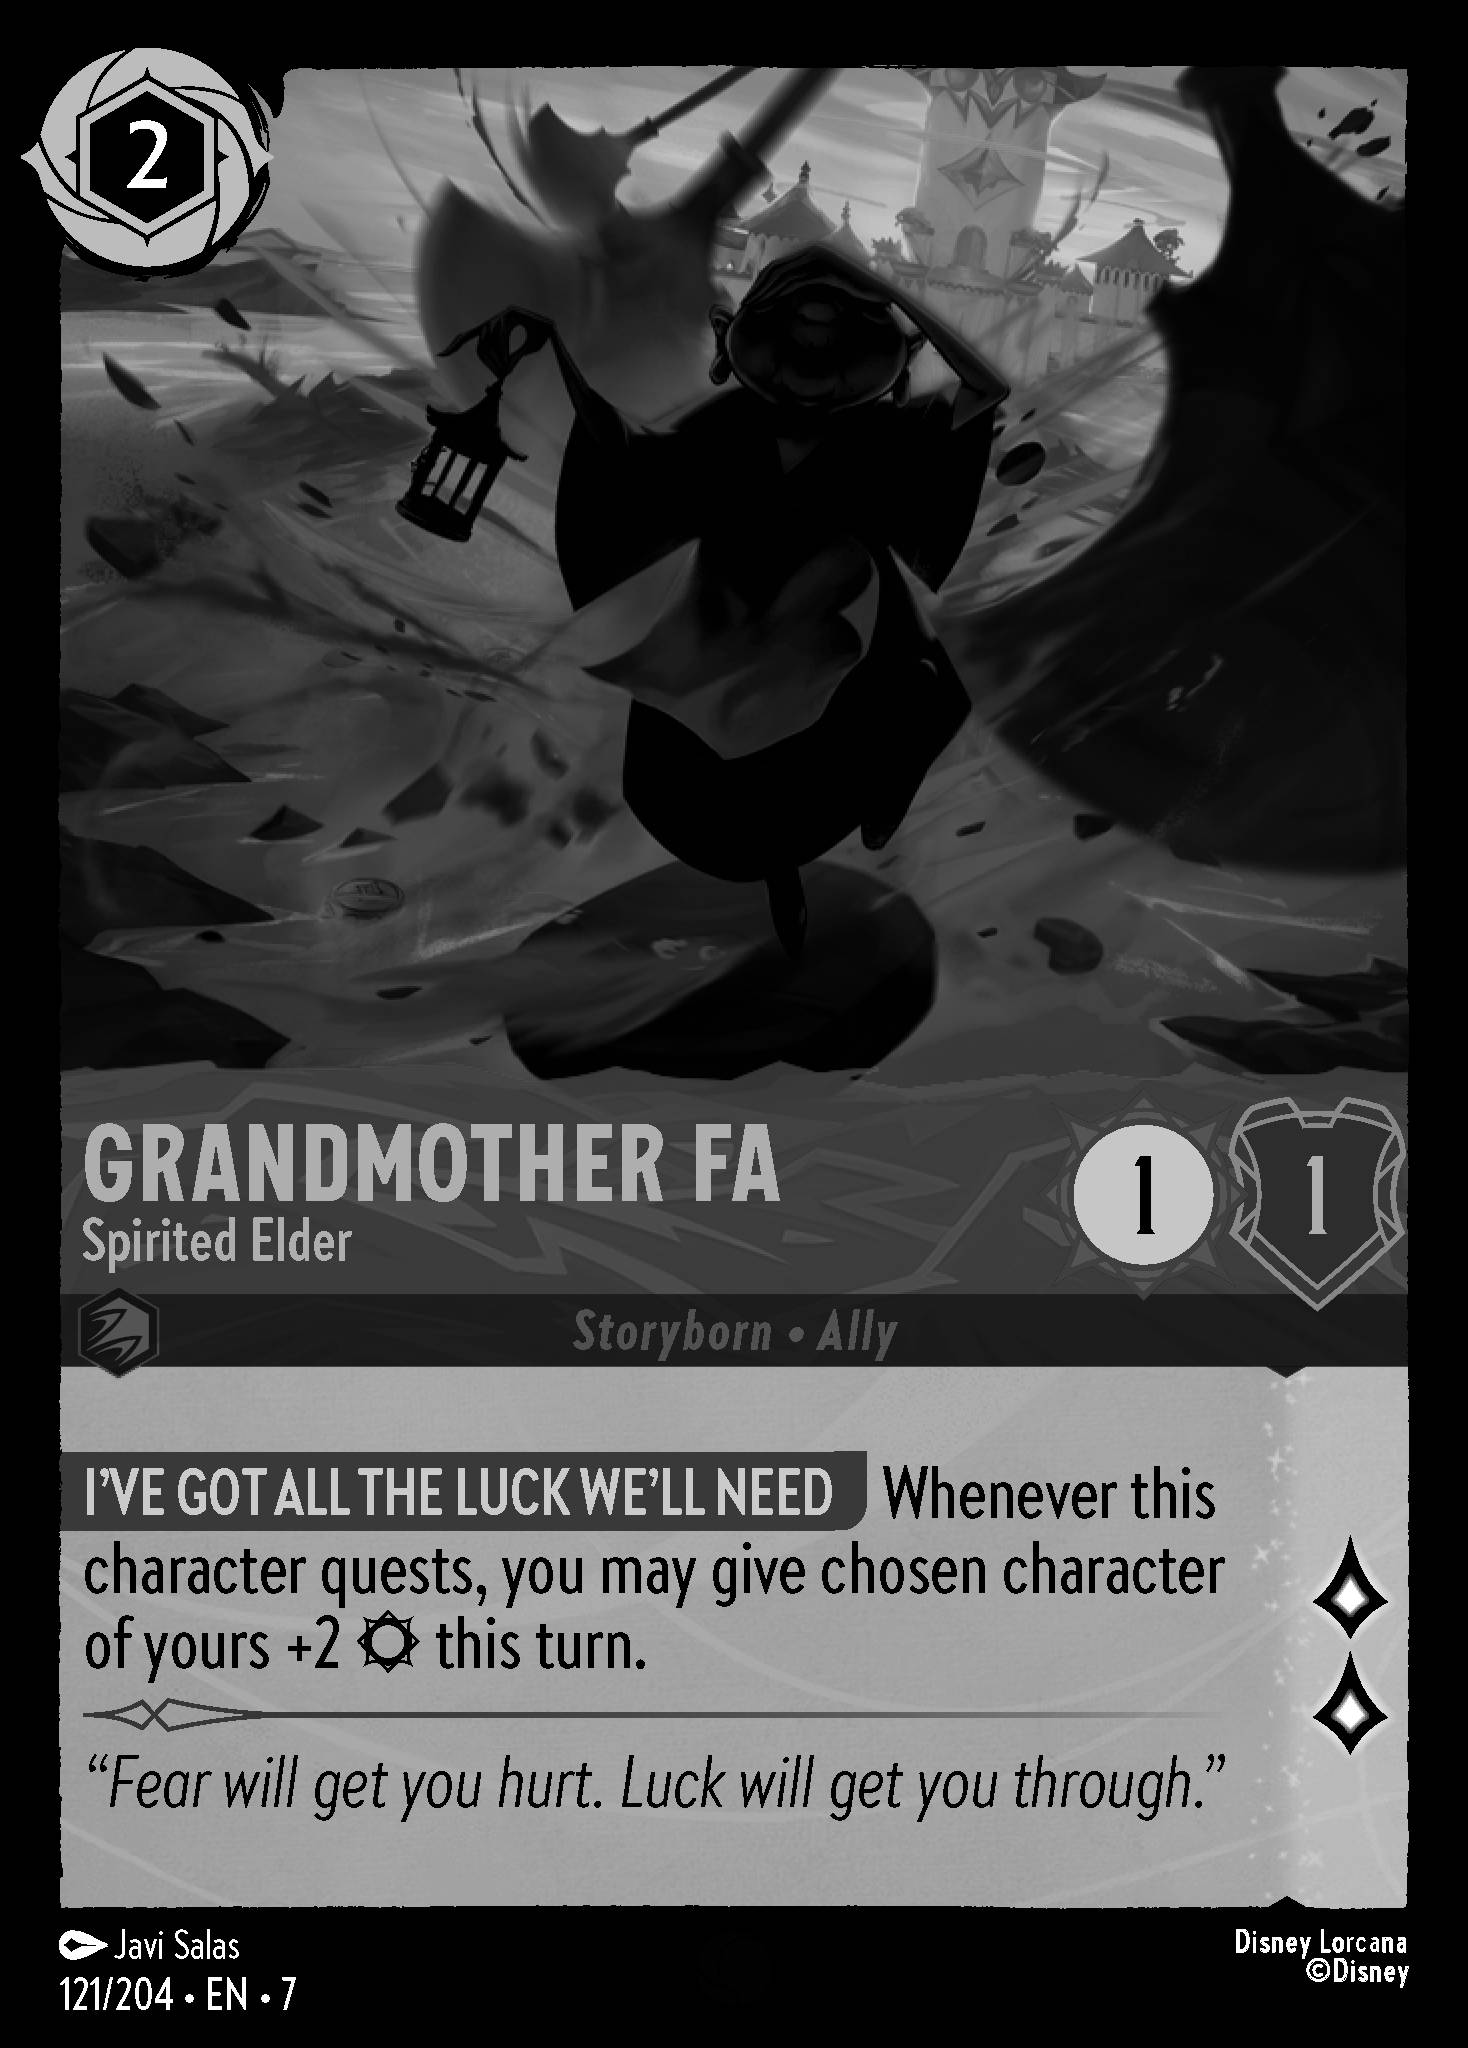 2
GRANDMOTHER FA
Spirited Elder
1
1
Storyborn • Ally
I'VE GOT ALL THE LUCK WE'LL NEED Whenever this
character quests, you may give chosen character
of yours +2 this turn.
“Fear will get you hurt. Luck will get you through.”
Javi Salas
121/204 • EN • 7
Disney Lorcana
©Disney